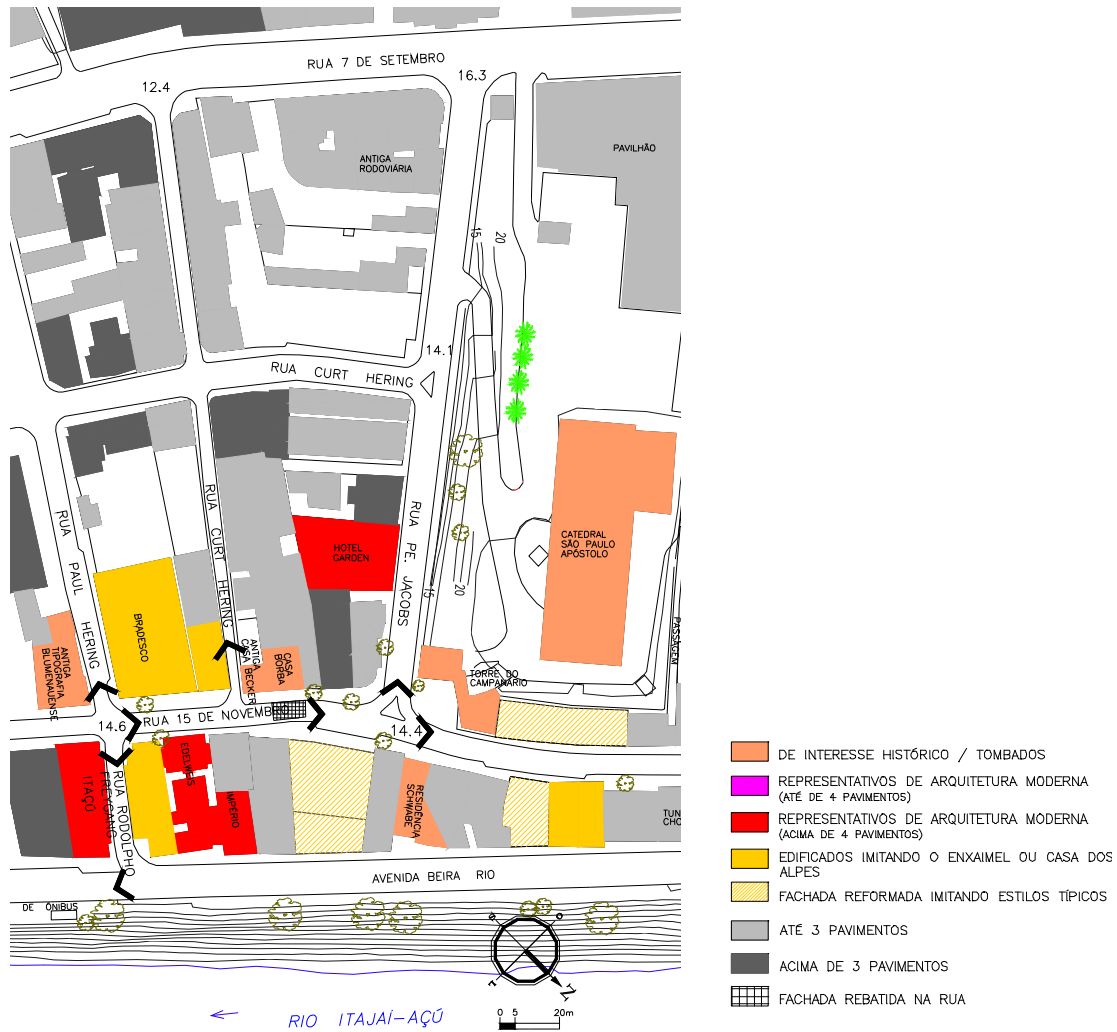 RUA 7 DE SETEMBRO
16.3
12.4
PAVILHÃO
ANTIGA
RODOVIÁRIA
15
20
14.1
RUA CURT HERING
RUA PAUL HERING
RUA CURT HERING
RUA PE. JACOBS
HOTEL
GARDEN
CATEDRAL
SÃO PAULO
APÓSTOLO
15
20
BRADESCO
PASSAGEM
ANTIGA
TIPOGRAFIA
BLUMENAUENSE
ANTIGA
CASA BECKER
CASA
BORBA
TORRE DO
CAMPANÁRIO
14.6
RUA 15 DE NOVEMBRO
14.4
ITAÇÚ
RUA RODOLPHO
FREYGANG
EDELWEIS
IMPÉRIO
RESIDÊNCIA
SCHWABE
TUN
CHO
AVENIDA BEIRA RIO
DE ÔNIBUS
S
O
L
N
RIO ITAJAÍ-AÇÚ
0 5 20m
DE INTERESSE HISTÓRICO / TOMBADOS
REPRESENTATIVOS DE ARQUITETURA MODERNA
(ATÉ DE 4 PAVIMENTOS)
REPRESENTATIVOS DE ARQUITETURA MODERNA
(ACIMA DE 4 PAVIMENTOS)
EDIFICADOS IMITANDO O ENXAIMEL OU CASA DOS
ALPES
FACHADA REFORMADA IMITANDO ESTILOS TÍPICOS
ATÉ 3 PAVIMENTOS
ACIMA DE 3 PAVIMENTOS
FACHADA REBATIDA NA RUA